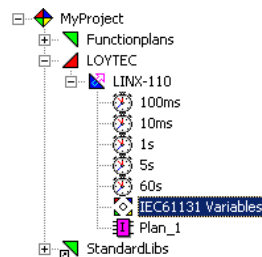 MyProject
Functionplans
LOYTEC
LINX-110
100ms
10ms
1s
5s
60s
IEC61131 Variables
Plan_1
StandardLibs